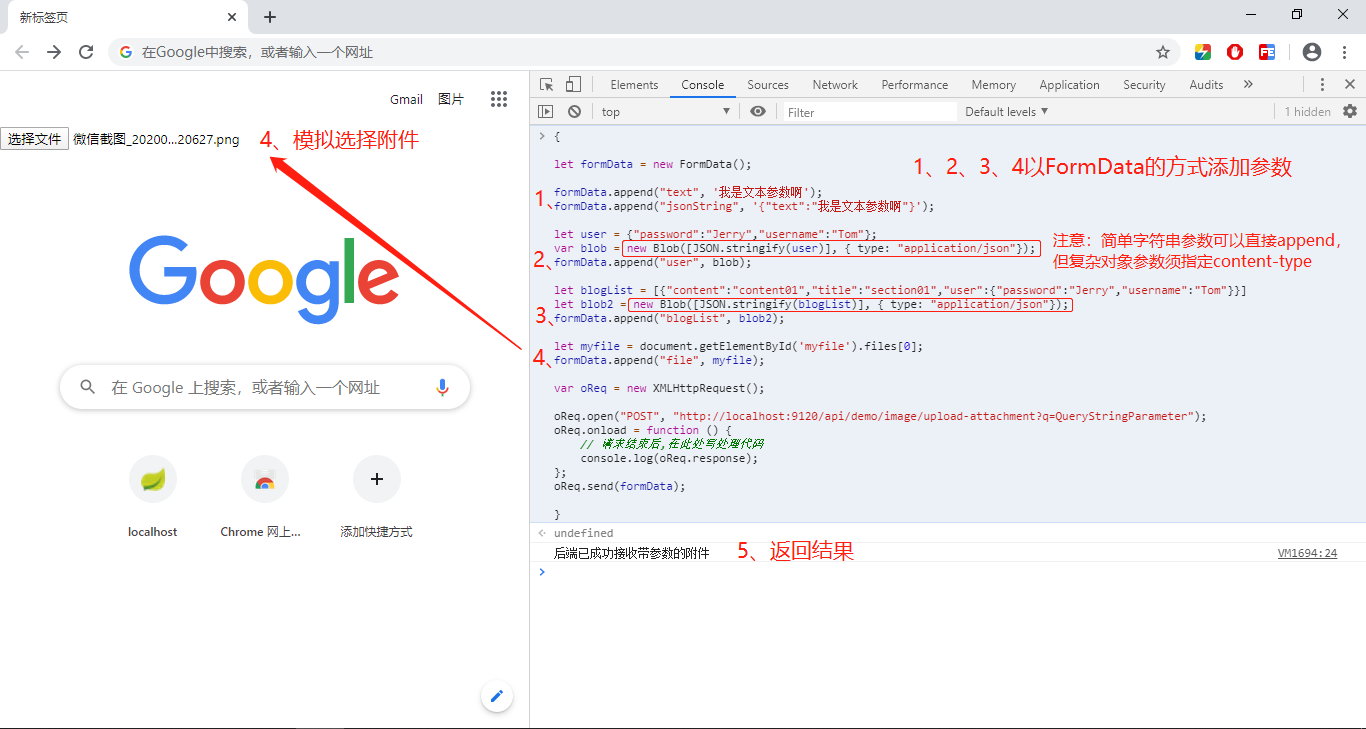 新标签页
在Google中搜索，或者输入一个网址
Gmail 图片
选择文件 微信截图_20200...20627.png
4、模拟选择附件
Google
在 Google 上搜索，或者输入一个网址
localhost Chrome 网上... 添加快捷方式
Elements Console Sources Network Performance Memory Application Security Audits
top Filter Default levels 1 hidden
{
let formData = new FormData();
1、2、3、4以FormData的方式添加参数
formData.append("text", '我是文本参数啊');
1、
formData.append("jsonString", '{"text":"我是文本参数啊"}');
let user = {"password":"Jerry","username":"Tom"};
var blob = new Blob([JSON.stringify(user)], { type: "application/json"});
2、
formData.append("user", blob);
注意：简单字符串参数可以直接append，
但复杂对象参数须指定content-type
let blogList = [{"content":"content01","title":"section01","user":{"password":"Jerry","username":"Tom"}}]
let blob2 = new Blob([JSON.stringify(blogList)], { type: "application/json"});
3、
formData.append("blogList", blob2);
let myfile = document.getElementById('myfile').files[0];
4、
formData.append("file", myfile);
var oReq = new XMLHttpRequest();
oReq.open("POST", "http://localhost:9120/api/demo/image/upload-attachment?q=QueryStringParameter");
oReq.onload = function () {
// 请求结束后,在此处写处理代码
console.log(oReq.response);
};
oReq.send(formData);
}
undefined
后端已成功接收带参数的附件
5、返回结果
VM1694:24